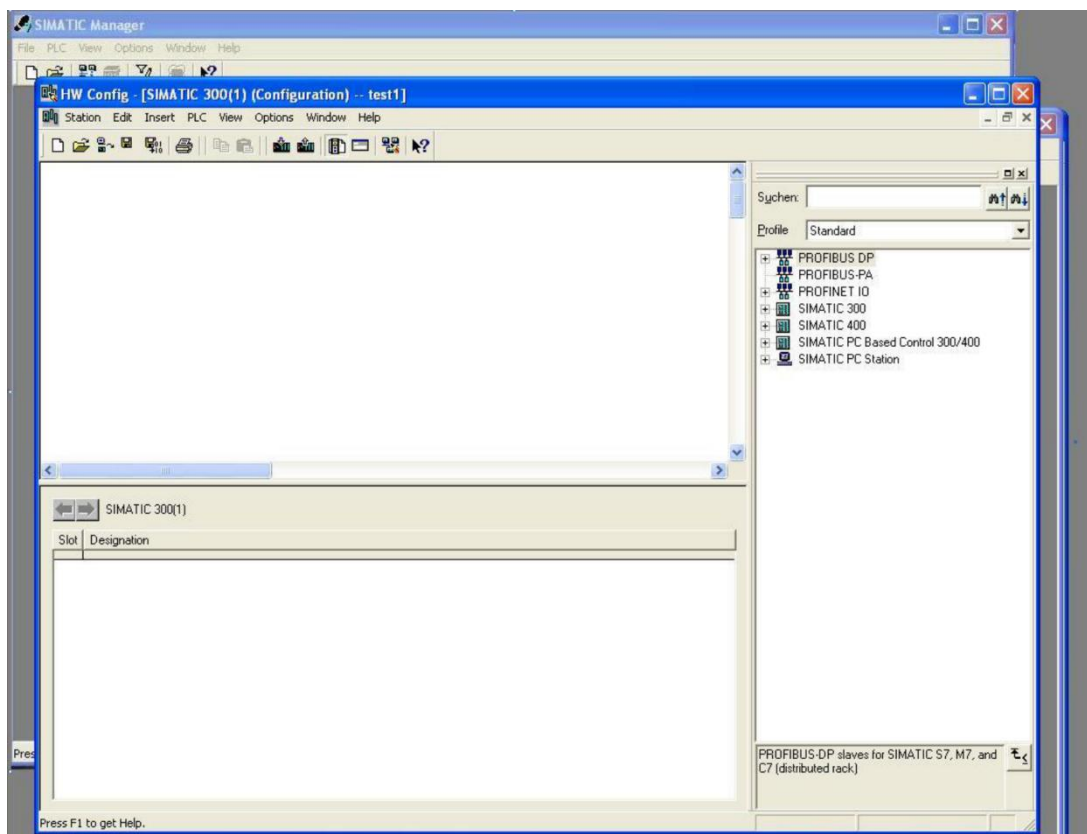 SIMATIC Manager
File PLC View Options Window Help
HW Config - [SIMATIC 300(1) (Configuration) -- test1]
Station Edit Insert PLC View Options Window Help
Suchen:
Profile Standard
PROFIBUS DP
PROFIBUS-PA
PROFINET IO
SIMATIC 300
SIMATIC 400
SIMATIC PC Based Control 300/400
SIMATIC PC Station
SIMATIC 300(1)
Slot Designation
PROFIBUS-DP slaves for SIMATIC S7, M7, and
C7 (distributed rack)
Pres
Press F1 to get Help.